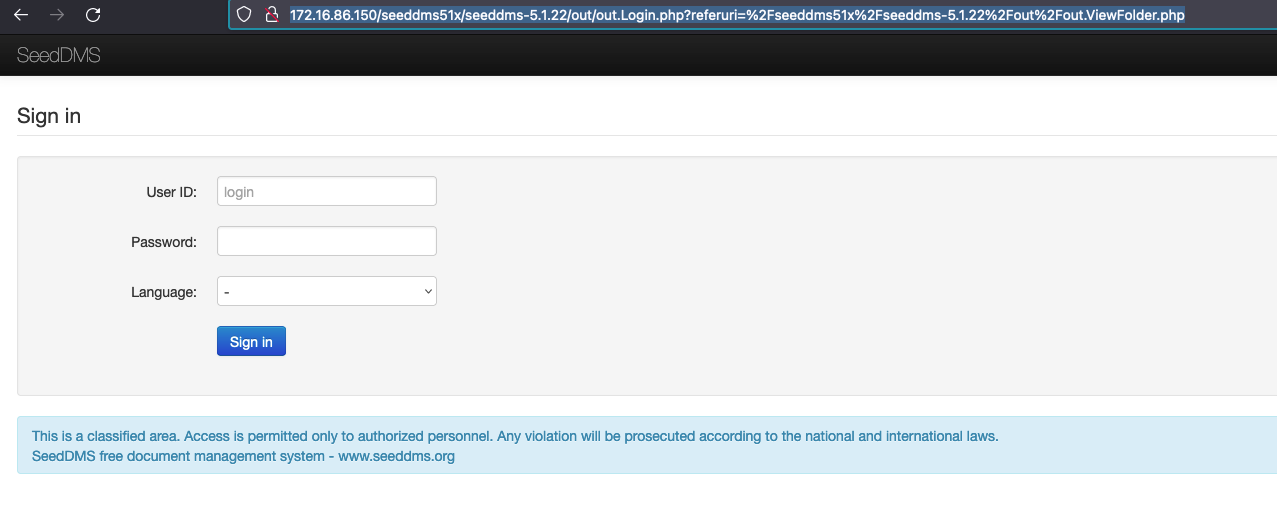 172.16.86.150/seeddms51x/seeddms-5.1.22/out/out.Login.php?referuri=%2Fseeddms51x%2Fseeddms-5.1.22%2Fout%2Fout.ViewFolder.php
SeedDMS
Sign in
User ID: login
Password:
Language: -
Sign in
This is a classified area. Access is permitted only to authorized personnel. Any violation will be prosecuted according to the national and international laws.
SeedDMS free document management system - www.seeddms.org